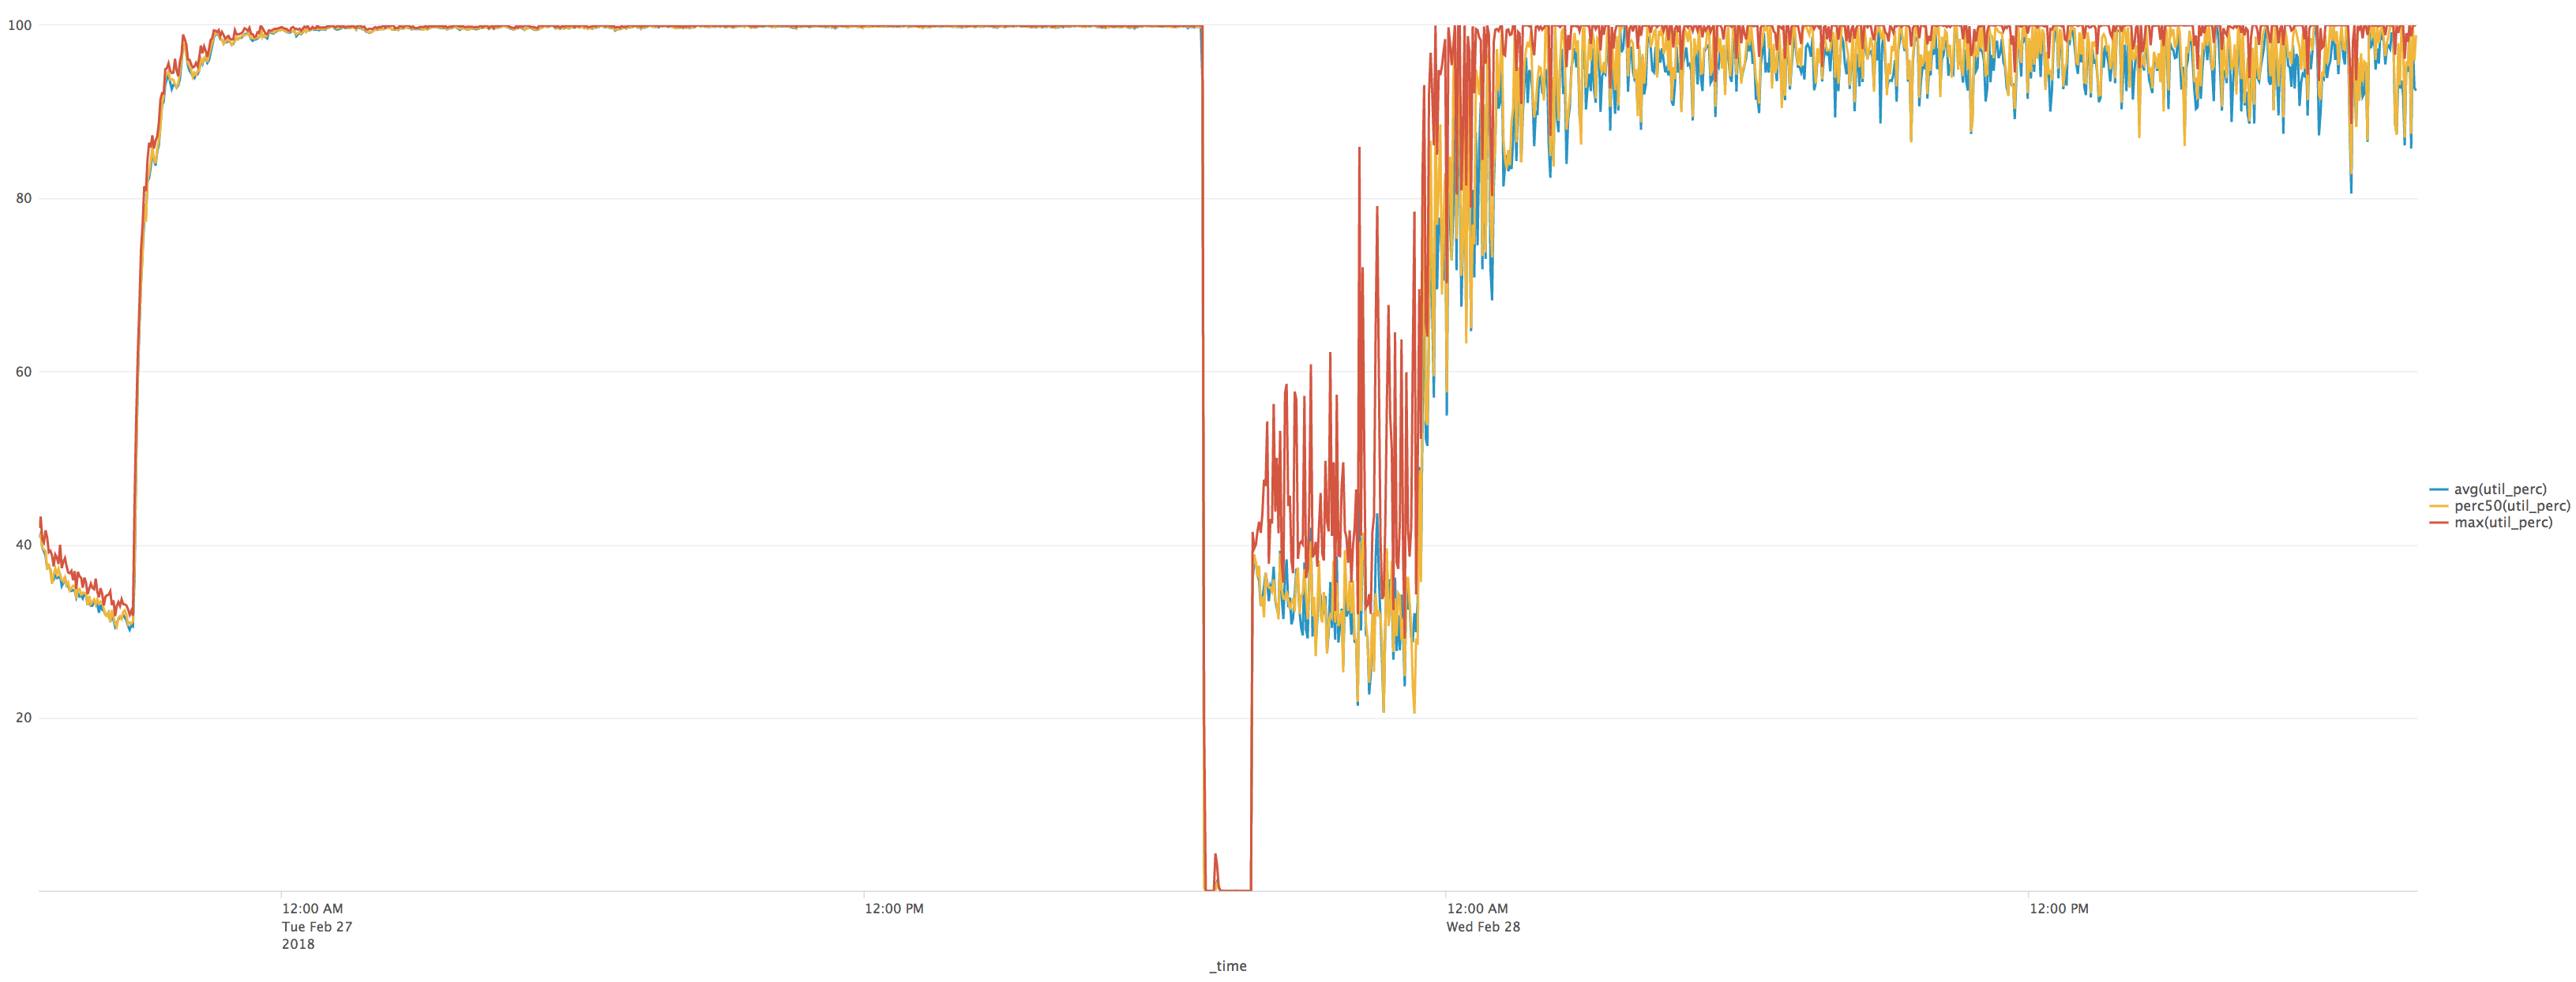 100
80
60
40
20
12:00 AM
Tue Feb 27
2018
12:00 PM
12:00 AM
Wed Feb 28
12:00 PM
_time
avg(util_perc)
perc50(util_perc)
max(util_perc)